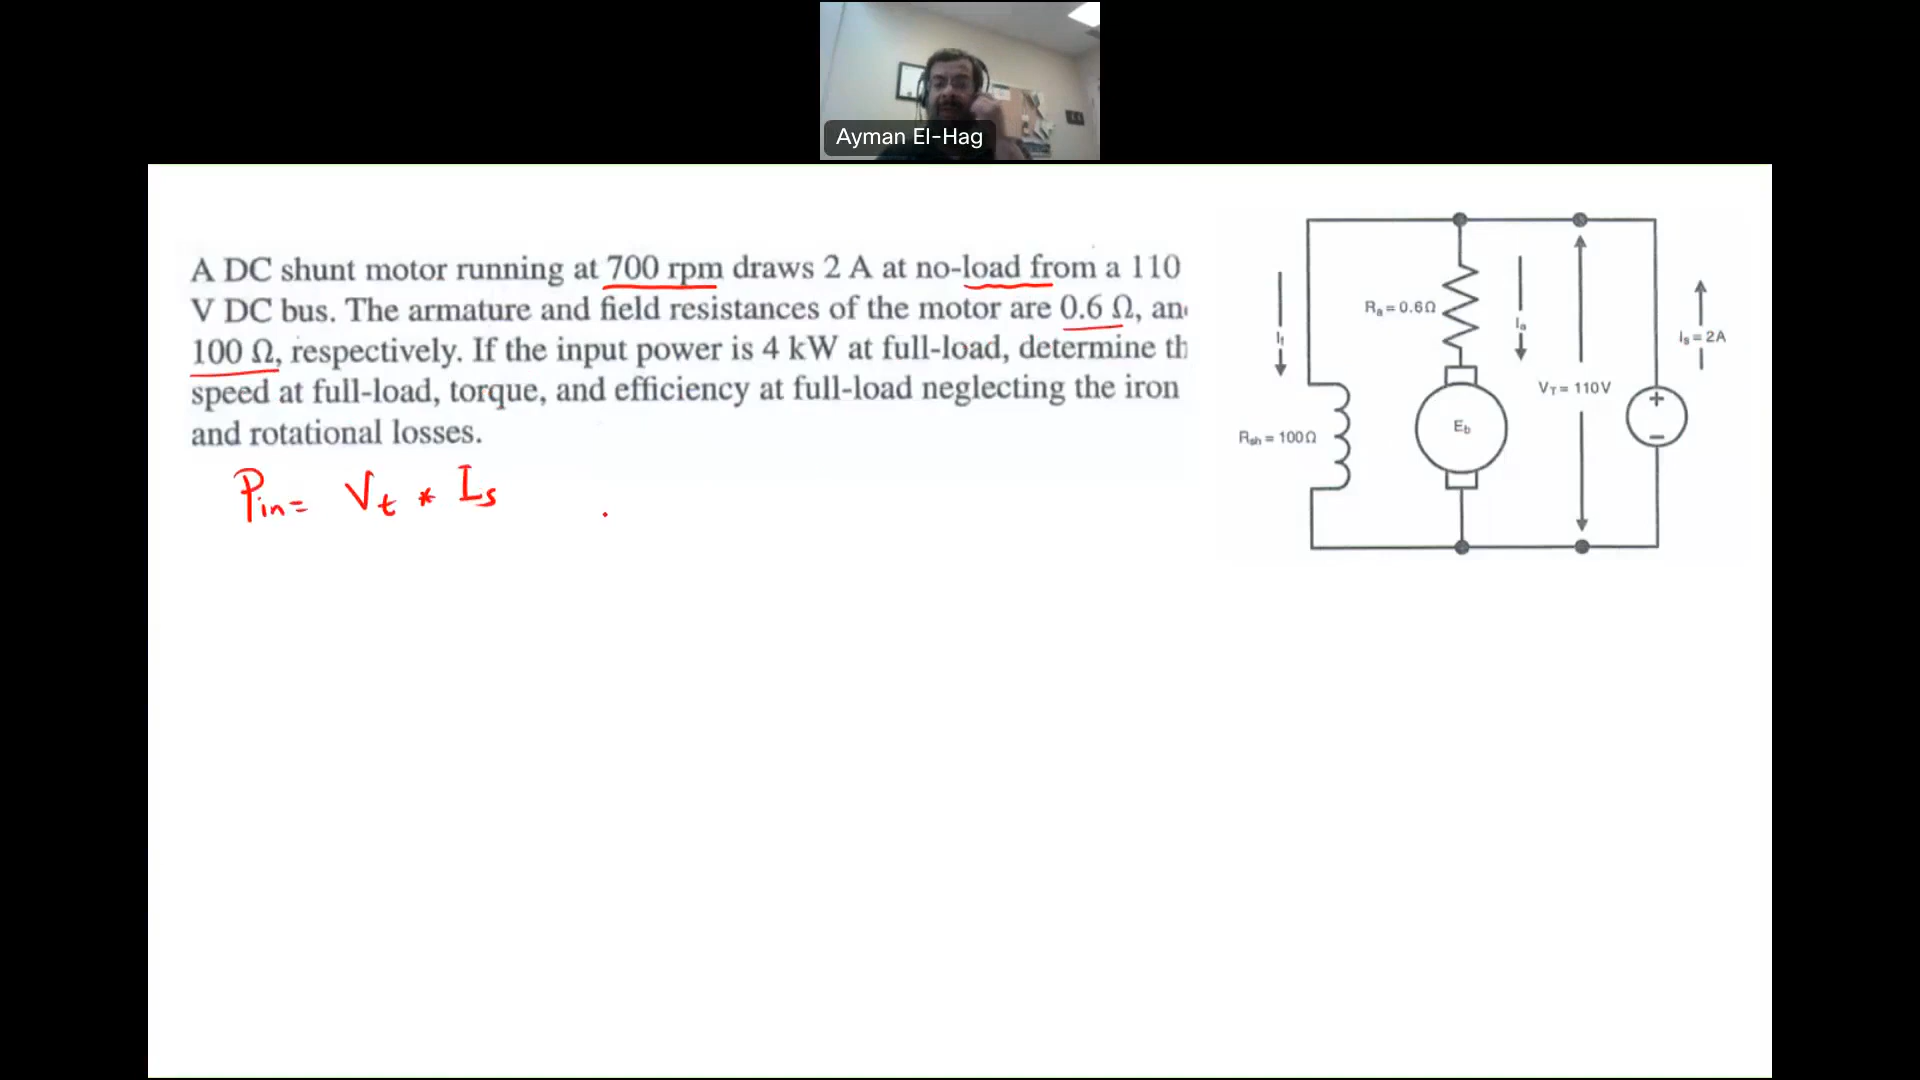 Ayman El-Hag
A DC shunt motor running at 700 rpm draws 2 A at no-load from a 110
V DC bus. The armature and field resistances of the motor are 0.6 Ω, an
100 Ω, respectively. If the input power is 4 kW at full-load, determine th
speed at full-load, torque, and efficiency at full-load neglecting the iron
and rotational losses.
Pin = Vt * Is
Ra = 0.6Ω
Ia
If
Is = 2A
VT = 110V
Eb
Rsh = 100Ω
+
−